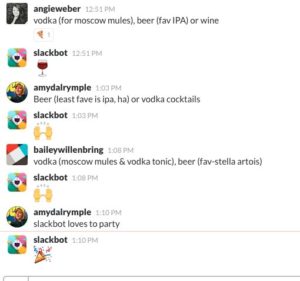 angieweber 12:51 PM
vodka (for moscow mules), beer (fav IPA) or wine
1
slackbot 12:51 PM
amydalrymple 1:03 PM
Beer (least fave is ipa, ha) or vodka cocktails
slackbot 1:03 PM
baileywillenbring 1:08 PM
vodka (moscow mules & vodka tonic), beer (fav-stella artois)
slackbot 1:08 PM
amydalrymple 1:10 PM
slackbot loves to party
slackbot 1:10 PM